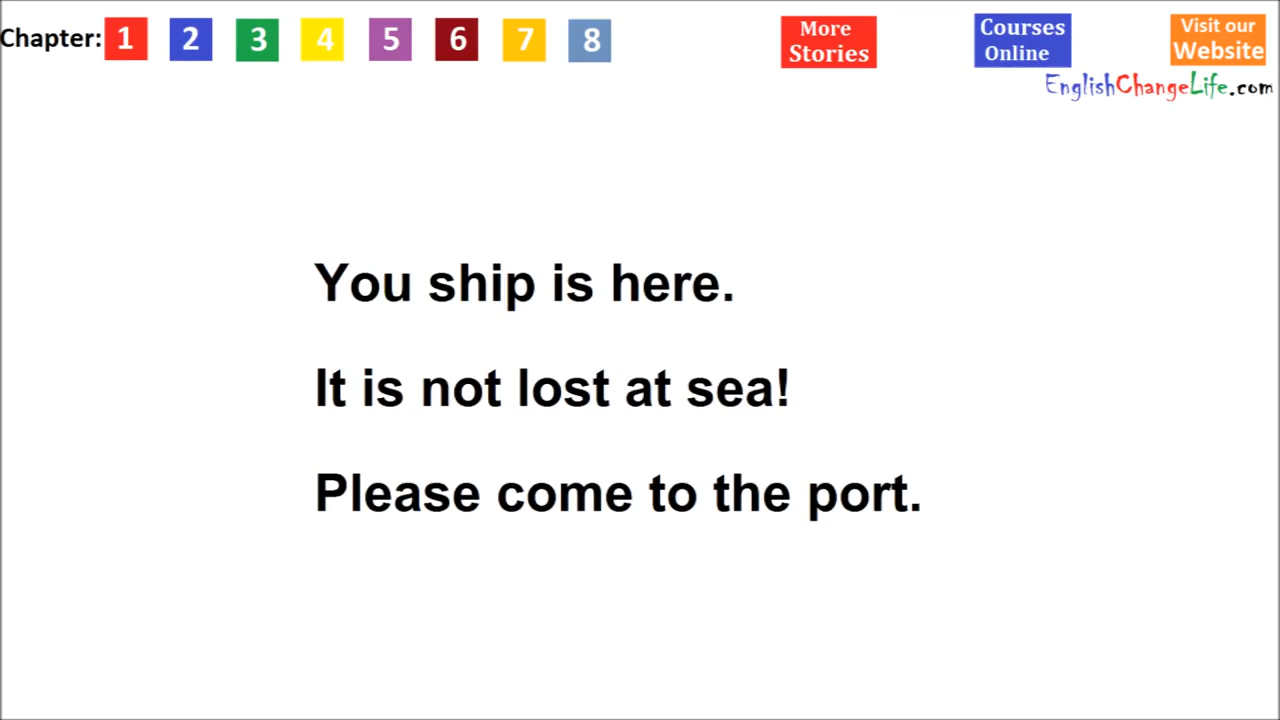 Chapter: 1 2 3 4 5 6 7 8
More
Stories
Courses
Online
Visit our
Website
EnglishChangeLife.com
You ship is here.
It is not lost at sea!
Please come to the port.